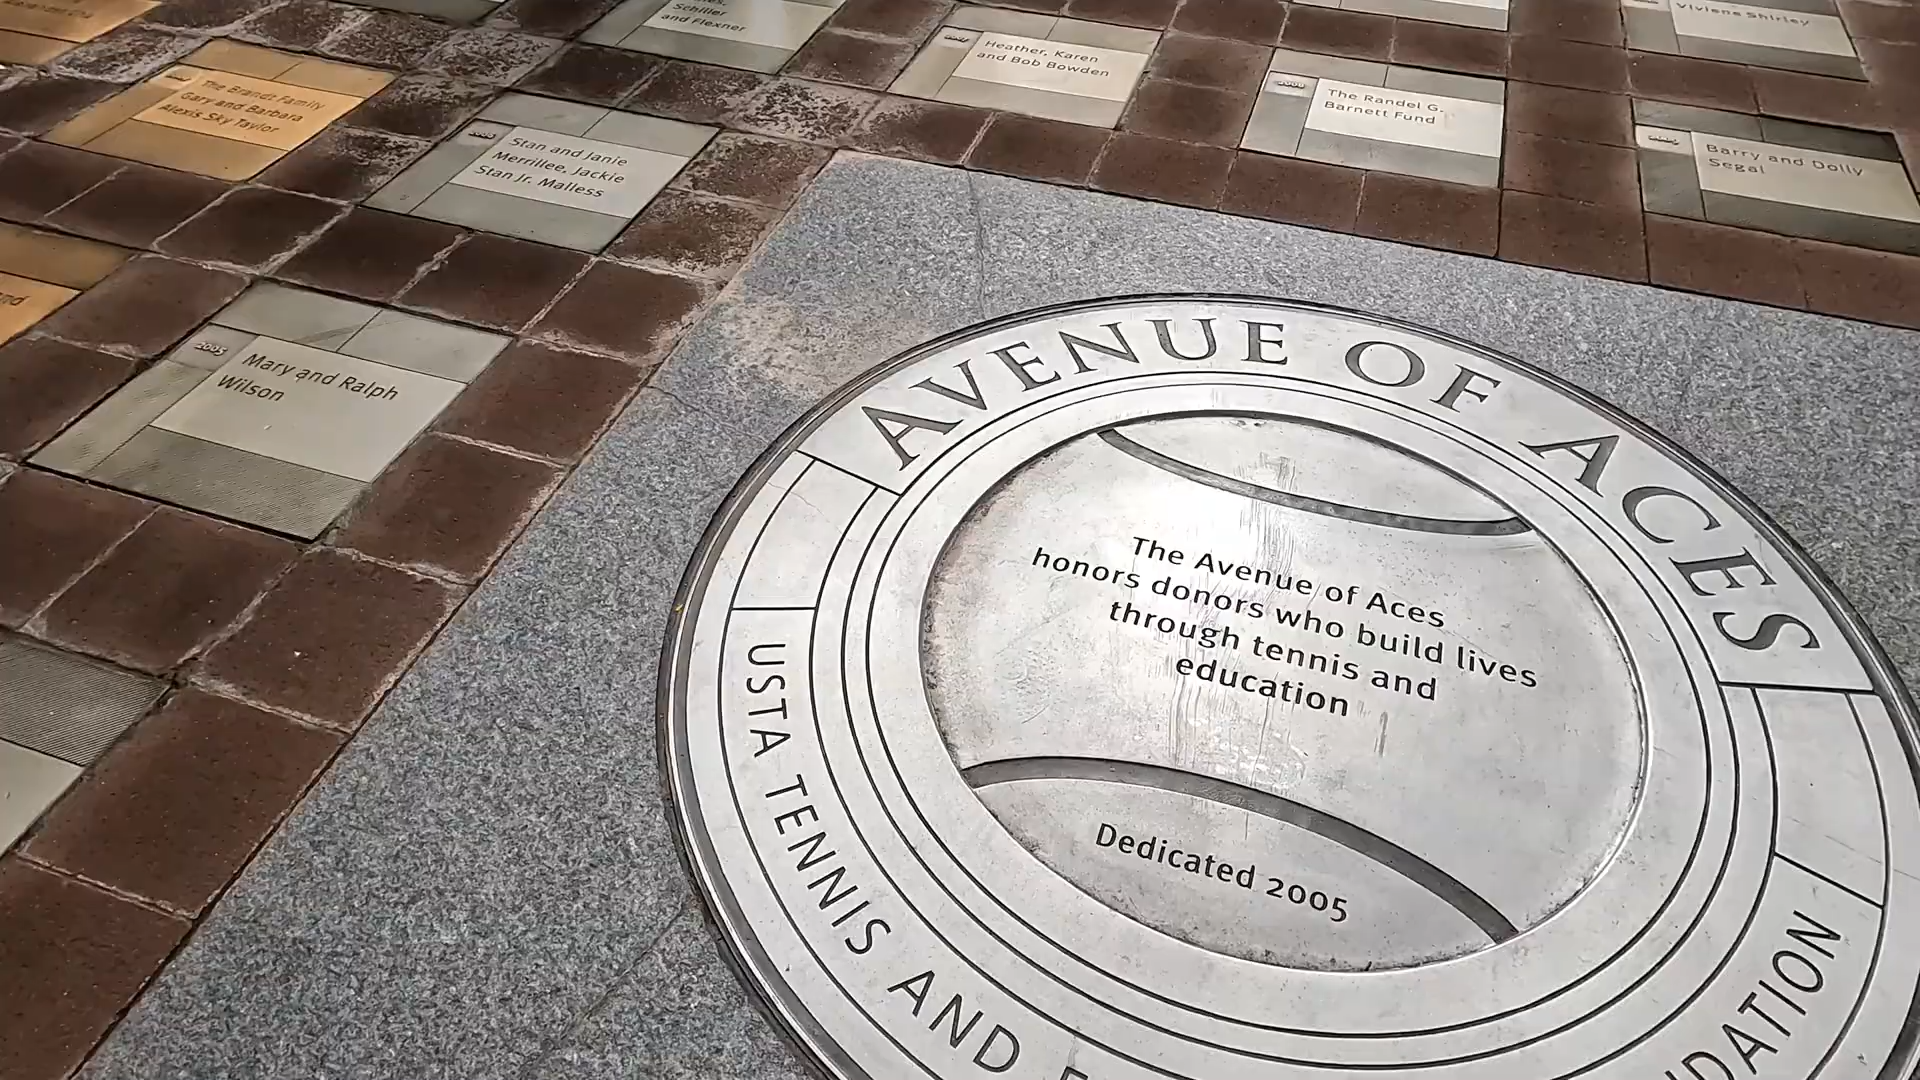 Schiller
and Flexner
Viviene Shirley
Heather, Karen
and Bob Bowden
The Brandt Family
Gary and Barbara
Alexis Sky Taylor
The Randel G.
Barnett Fund
2006
Stan and Janie
Merrillee, Jackie
Stan Jr. Malless
Barry and Dolly
Segal
2005
Mary and Ralph
Wilson
AVENUE OF ACES
The Avenue of Aces
honors donors who build lives
through tennis and
education
Dedicated 2005
USTA TENNIS AND